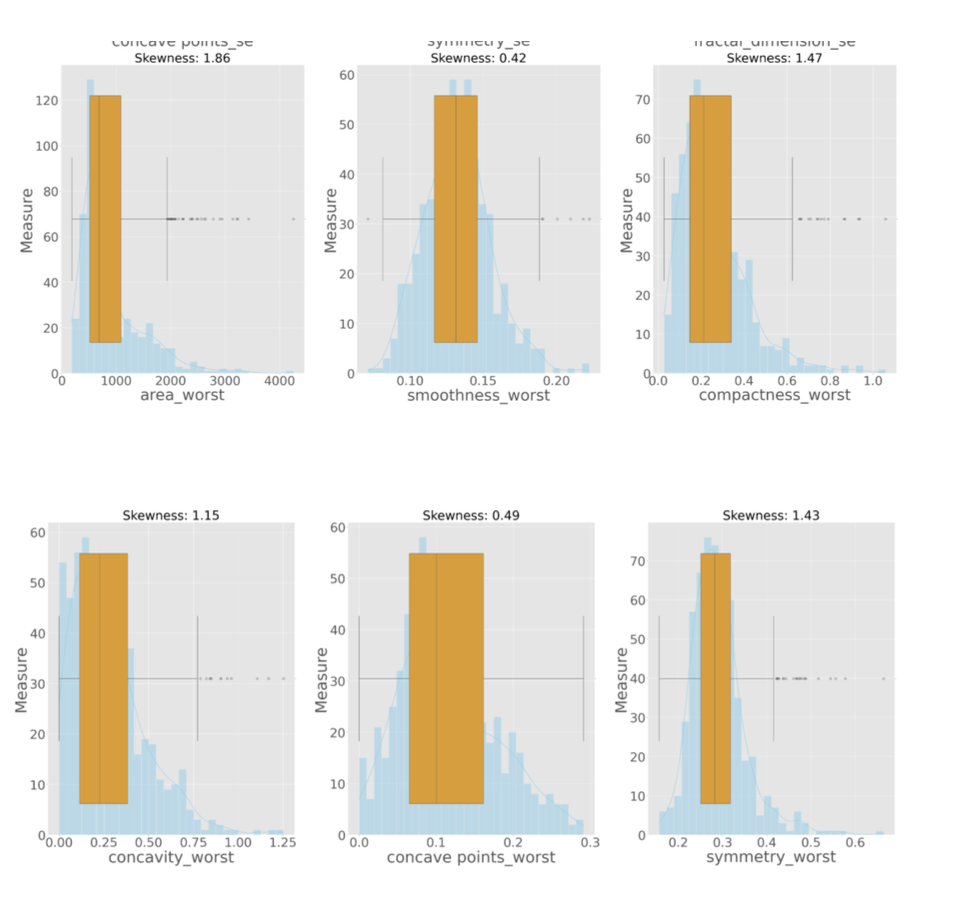 concave points_se symmetry_se fractal_dimension_se
Skewness: 1.86 Skewness: 0.42 Skewness: 1.47
Measure
120
100
80
60
40
20
0
0 1000 2000 3000 4000
area_worst
Measure
60
50
40
30
20
10
0
0.10 0.15 0.20
smoothness_worst
Measure
70
60
50
40
30
20
10
0
0.0 0.2 0.4 0.6 0.8 1.0
compactness_worst
Skewness: 1.15 Skewness: 0.49 Skewness: 1.43
Measure
60
50
40
30
20
10
0
0.00 0.25 0.50 0.75 1.00 1.25
concavity_worst
Measure
60
50
40
30
20
10
0
0.0 0.1 0.2 0.3
concave points_worst
Measure
70
60
50
40
30
20
10
0
0.2 0.3 0.4 0.5 0.6
symmetry_worst